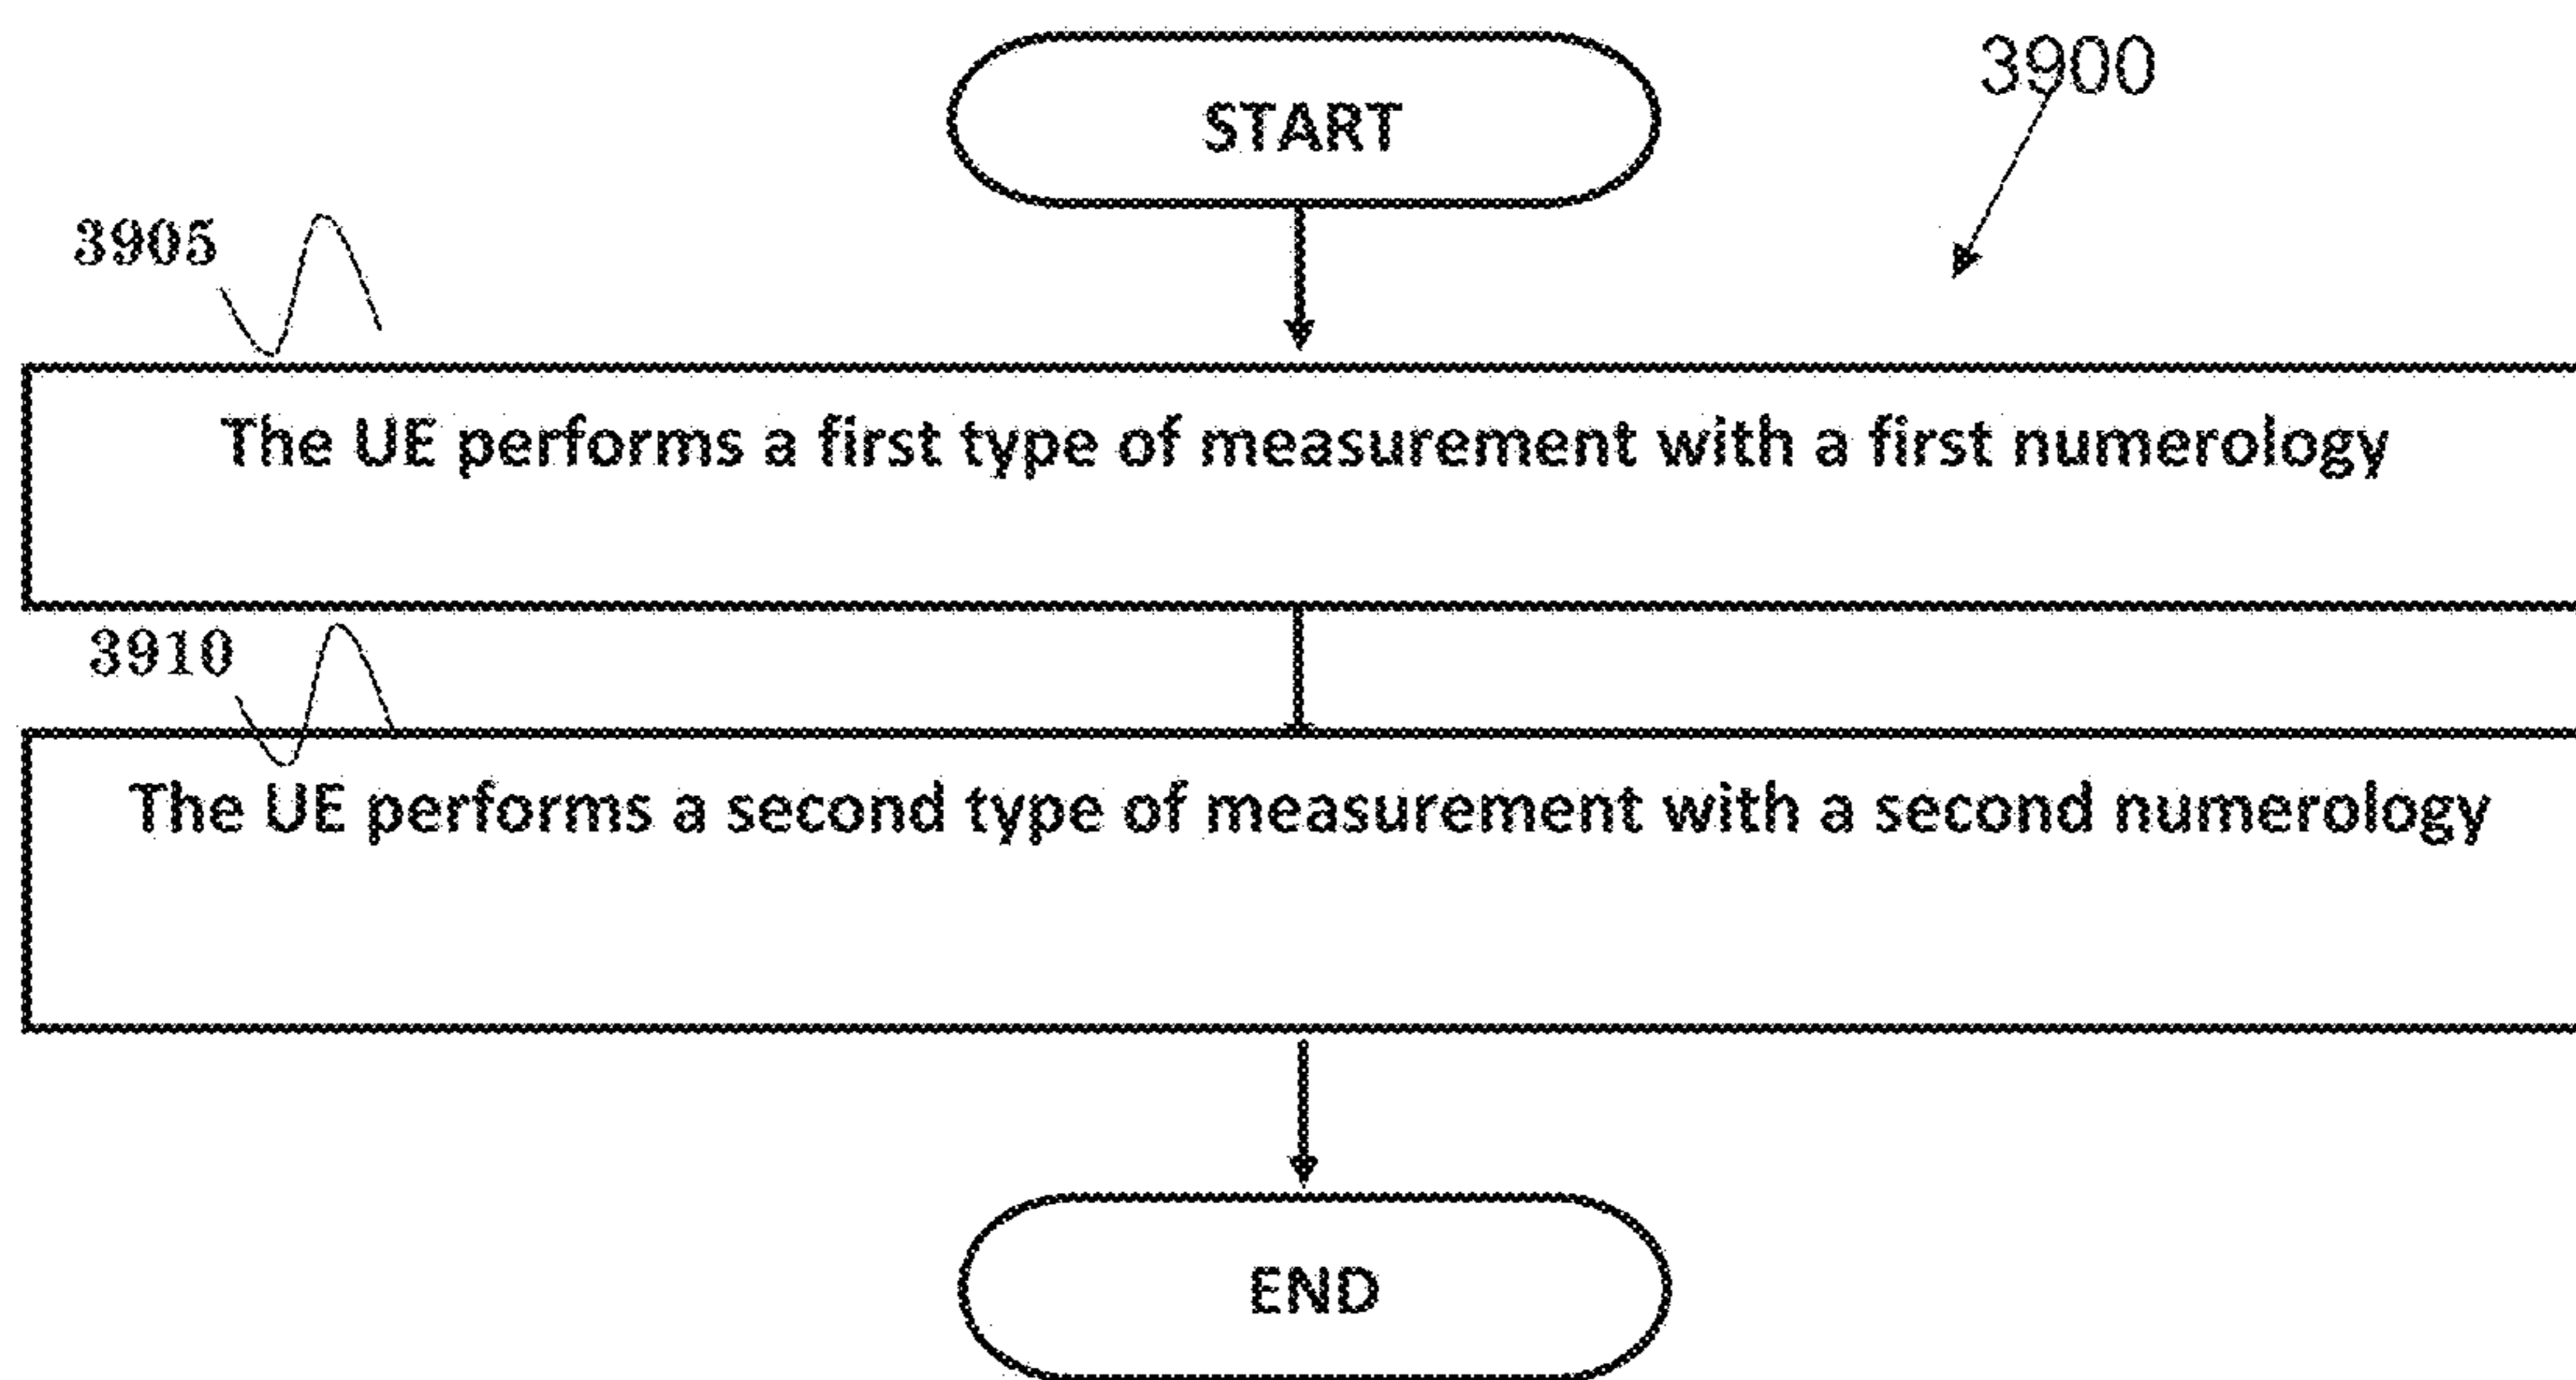 START
3900
3905
The UE performs a first type of measurement with a first numerology
3910
The UE performs a second type of measurement with a second numerology
END